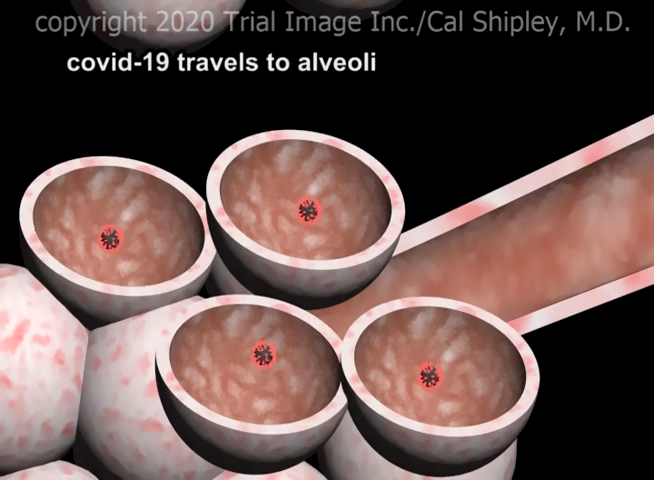 copyright 2020 Trial Image Inc./Cal Shipley, M.D.
covid-19 travels to alveoli